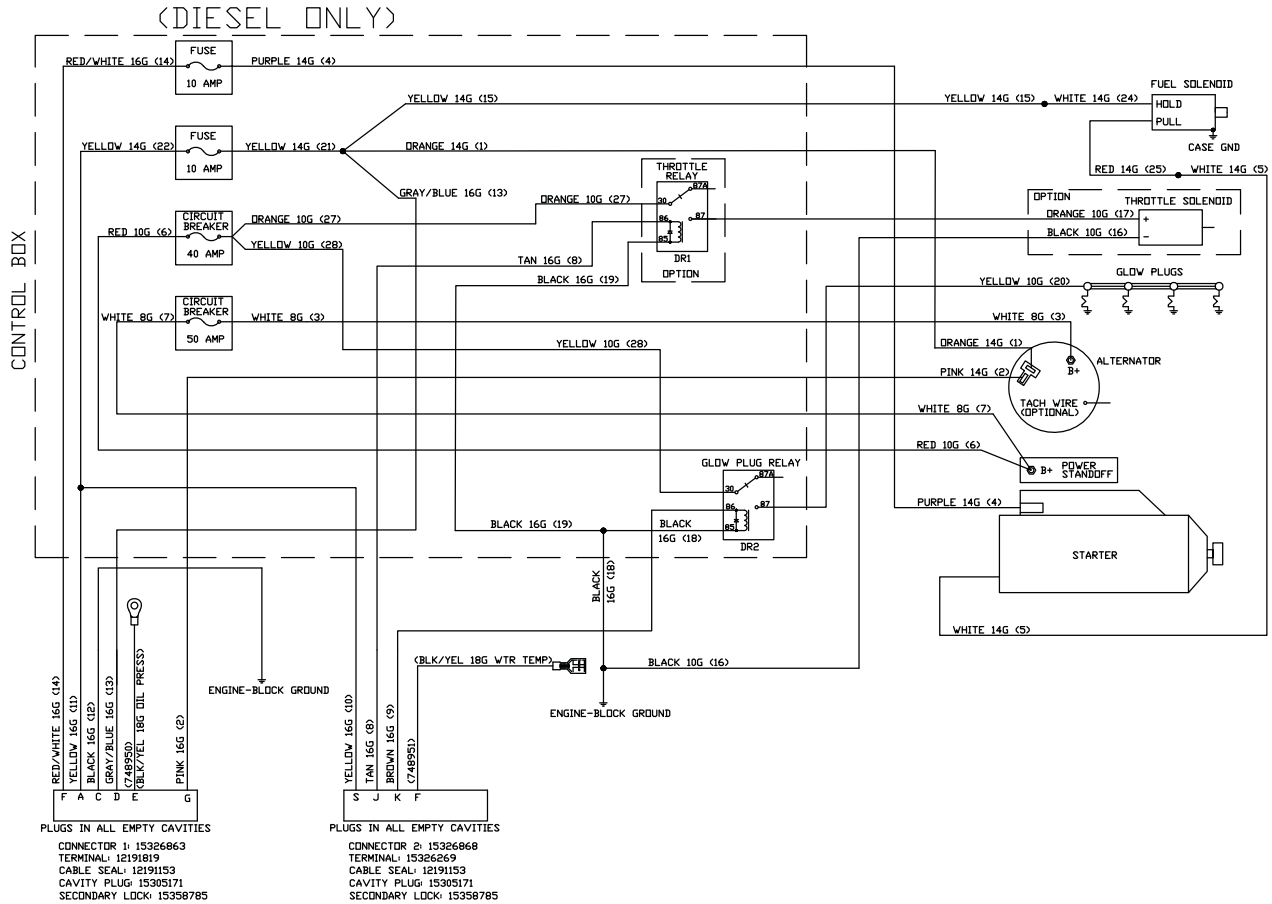 (DIESEL ONLY)
CONTROL BOX
RED/WHITE 16G (14)
FUSE
10 AMP
PURPLE 14G (4)
YELLOW 14G (15)
YELLOW 14G (15)
WHITE 14G (24)
FUEL SOLENOID
HOLD
PULL
CASE GND
YELLOW 14G (22)
FUSE
10 AMP
YELLOW 14G (21)
ORANGE 14G (1)
GRAY/BLUE 16G (13)
RED 14G (25)
WHITE 14G (5)
THROTTLE
RELAY
87A
30
86
87
85
DR1
OPTION
ORANGE 10G (27)
OPTION
THROTTLE SOLENOID
ORANGE 10G (17)
+
BLACK 10G (16)
-
RED 10G (6)
CIRCUIT
BREAKER
40 AMP
ORANGE 10G (27)
YELLOW 10G (28)
TAN 16G (8)
BLACK 16G (19)
GLOW PLUGS
YELLOW 10G (20)
WHITE 8G (7)
CIRCUIT
BREAKER
50 AMP
WHITE 8G (3)
WHITE 8G (3)
YELLOW 10G (28)
ORANGE 14G (1)
ALTERNATOR
B+
PINK 14G (2)
TACH WIRE
(OPTIONAL)
WHITE 8G (7)
RED 10G (6)
B+
POWER
STANDOFF
GLOW PLUG RELAY
87A
30
86
87
85
DR2
PURPLE 14G (4)
STARTER
BLACK 16G (19)
BLACK
16G (18)
BLACK
16G (18)
WHITE 14G (5)
(BLK/YEL 18G WTR TEMP)
BLACK 10G (16)
ENGINE-BLOCK GROUND
ENGINE-BLOCK GROUND
RED/WHITE 16G (14)
YELLOW 16G (11)
BLACK 16G (12)
GRAY/BLUE 16G (13)
(748950)
(BLK/YEL 18G OIL PRESS)
PINK 16G (2)
YELLOW 16G (10)
TAN 16G (8)
BROWN 16G (9)
(748951)
F A C D E G
S J K F
PLUGS IN ALL EMPTY CAVITIES
CONNECTOR 1: 15326863
TERMINAL: 12191819
CABLE SEAL: 12191153
CAVITY PLUG: 15305171
SECONDARY LOCK: 15358785
PLUGS IN ALL EMPTY CAVITIES
CONNECTOR 2: 15326868
TERMINAL: 15326269
CABLE SEAL: 12191153
CAVITY PLUG: 15305171
SECONDARY LOCK: 15358785